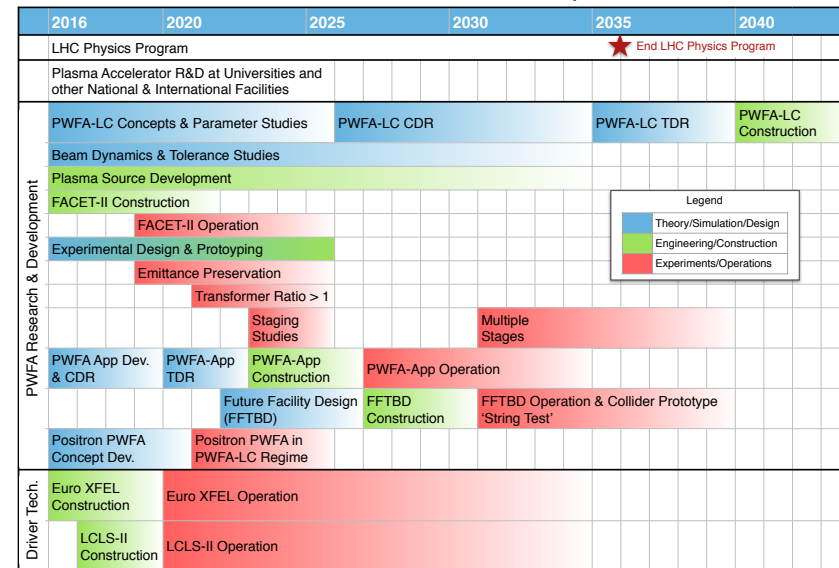 2016 2020 2025 2030 2035 2040
LHC Physics Program
End LHC Physics Program
Plasma Accelerator R&D at Universities and
other National & International Facilities
PWFA Research & Development
PWFA-LC Concepts & Parameter Studies
PWFA-LC CDR
PWFA-LC TDR
PWFA-LC
Construction
Beam Dynamics & Tolerance Studies
Plasma Source Development
FACET-II Construction
FACET-II Operation
Experimental Design & Protoyping
Emittance Preservation
Transformer Ratio > 1
Staging
Studies
Multiple
Stages
PWFA App Dev.
& CDR
PWFA-App
TDR
PWFA-App
Construction
PWFA-App Operation
Future Facility Design
(FFTBD)
FFTBD
Construction
FFTBD Operation & Collider Prototype
‘String Test’
Positron PWFA
Concept Dev.
Positron PWFA in
PWFA-LC Regime
Legend
Theory/Simulation/Design
Engineering/Construction
Experiments/Operations
Driver Tech.
Euro XFEL
Construction
Euro XFEL Operation
LCLS-II
Construction
LCLS-II Operation